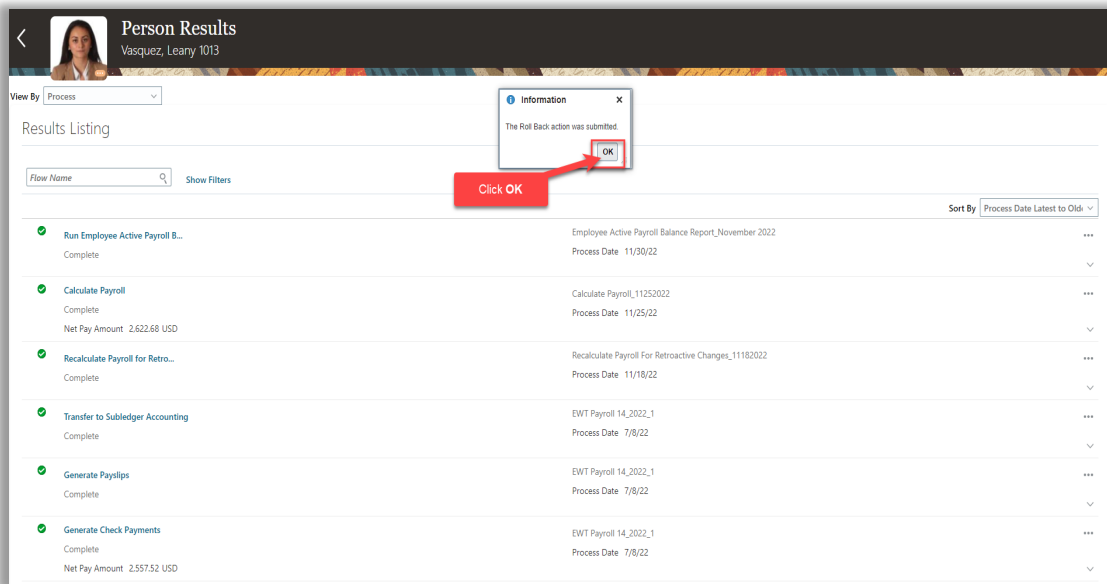 Person Results
Vasquez, Leany 1013
View By Process
Information
The Roll Back action was submitted.
OK
Click OK
Results Listing
Flow Name
Show Filters
Sort By Process Date Latest to Olde
Run Employee Active Payroll B...
Employee Active Payroll Balance Report_November 2022
Complete
Process Date 11/30/22
Calculate Payroll
Calculate Payroll_11252022
Complete
Process Date 11/25/22
Net Pay Amount 2,622.68 USD
Recalculate Payroll for Retro...
Recalculate Payroll For Retroactive Changes_11182022
Complete
Process Date 11/18/22
Transfer to Subledger Accounting
EWT Payroll 14_2022_1
Complete
Process Date 7/8/22
Generate Payslips
EWT Payroll 14_2022_1
Complete
Process Date 7/8/22
Generate Check Payments
EWT Payroll 14_2022_1
Complete
Process Date 7/8/22
Net Pay Amount 2,557.52 USD